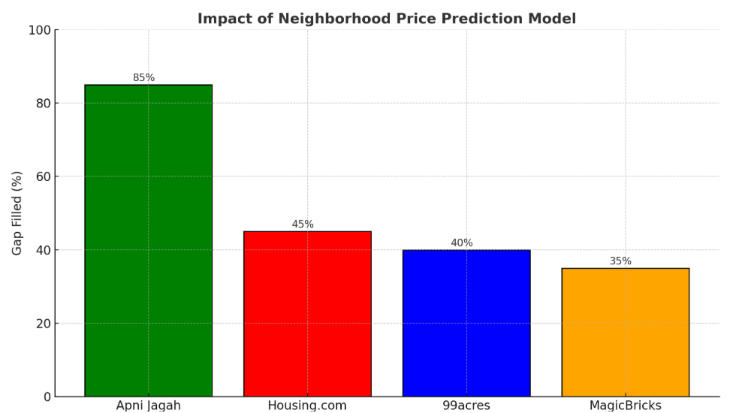 Impact of Neighborhood Price Prediction Model
100
80
60
40
20
0
Gap Filled (%)
85%
45%
40%
35%
Apni Jagah
Housing.com
99acres
MagicBricks